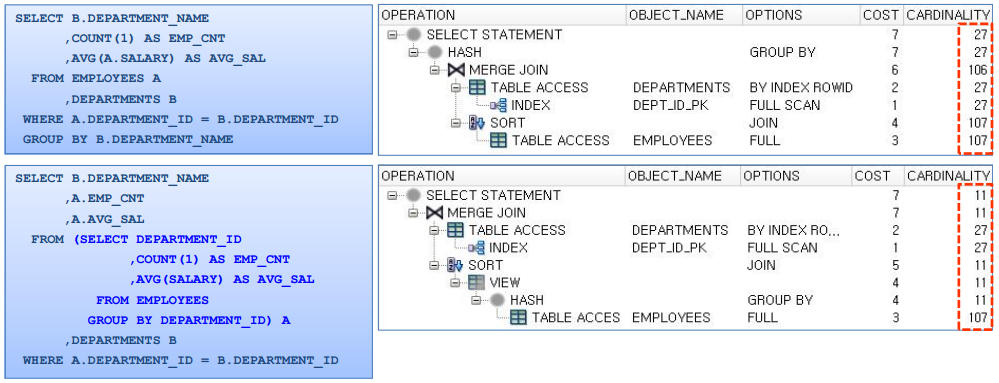 SELECT B.DEPARTMENT_NAME
,COUNT(1) AS EMP_CNT
,AVG(A.SALARY) AS AVG_SAL
FROM EMPLOYEES A
,DEPARTMENTS B
WHERE A.DEPARTMENT_ID = B.DEPARTMENT_ID
GROUP BY B.DEPARTMENT_NAME
OPERATION OBJECT_NAME OPTIONS COST CARDINALITY
SELECT STATEMENT 7 27
HASH GROUP BY 7 27
MERGE JOIN 6 106
TABLE ACCESS DEPARTMENTS BY INDEX ROWID 2 27
INDEX DEPT_ID_PK FULL SCAN 1 27
SORT JOIN 4 107
TABLE ACCESS EMPLOYEES FULL 3 107
SELECT B.DEPARTMENT_NAME
,A.EMP_CNT
,A.AVG_SAL
FROM (SELECT DEPARTMENT_ID
,COUNT(1) AS EMP_CNT
,AVG(SALARY) AS AVG_SAL
FROM EMPLOYEES
GROUP BY DEPARTMENT_ID) A
,DEPARTMENTS B
WHERE A.DEPARTMENT_ID = B.DEPARTMENT_ID
OPERATION OBJECT_NAME OPTIONS COST CARDINALITY
SELECT STATEMENT 7 11
MERGE JOIN 7 11
TABLE ACCESS DEPARTMENTS BY INDEX RO... 2 27
INDEX DEPT_ID_PK FULL SCAN 1 27
SORT JOIN 5 11
VIEW 4 11
HASH GROUP BY 4 11
TABLE ACCES EMPLOYEES FULL 3 107